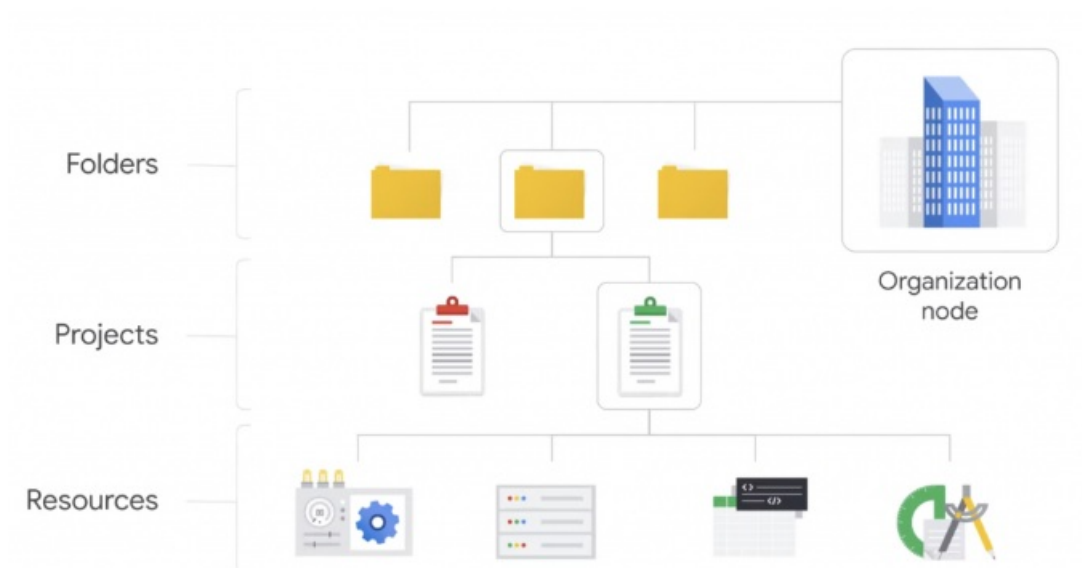 Folders
Organization
node
Projects
Resources